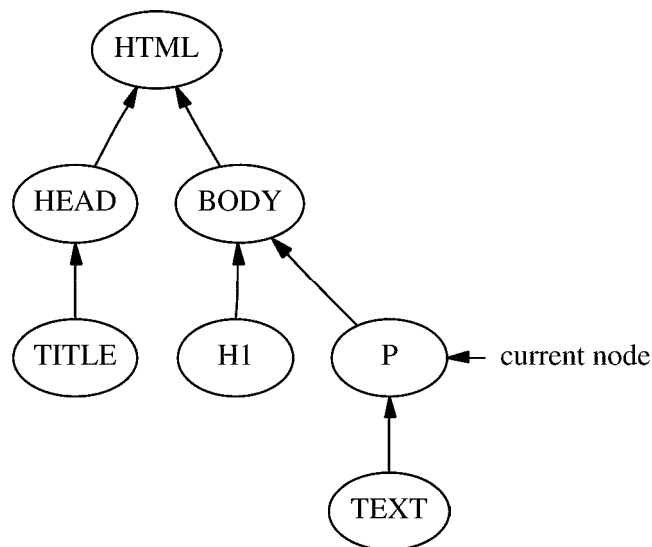 HTML
HEAD
BODY
TITLE
H1
P
current node
TEXT